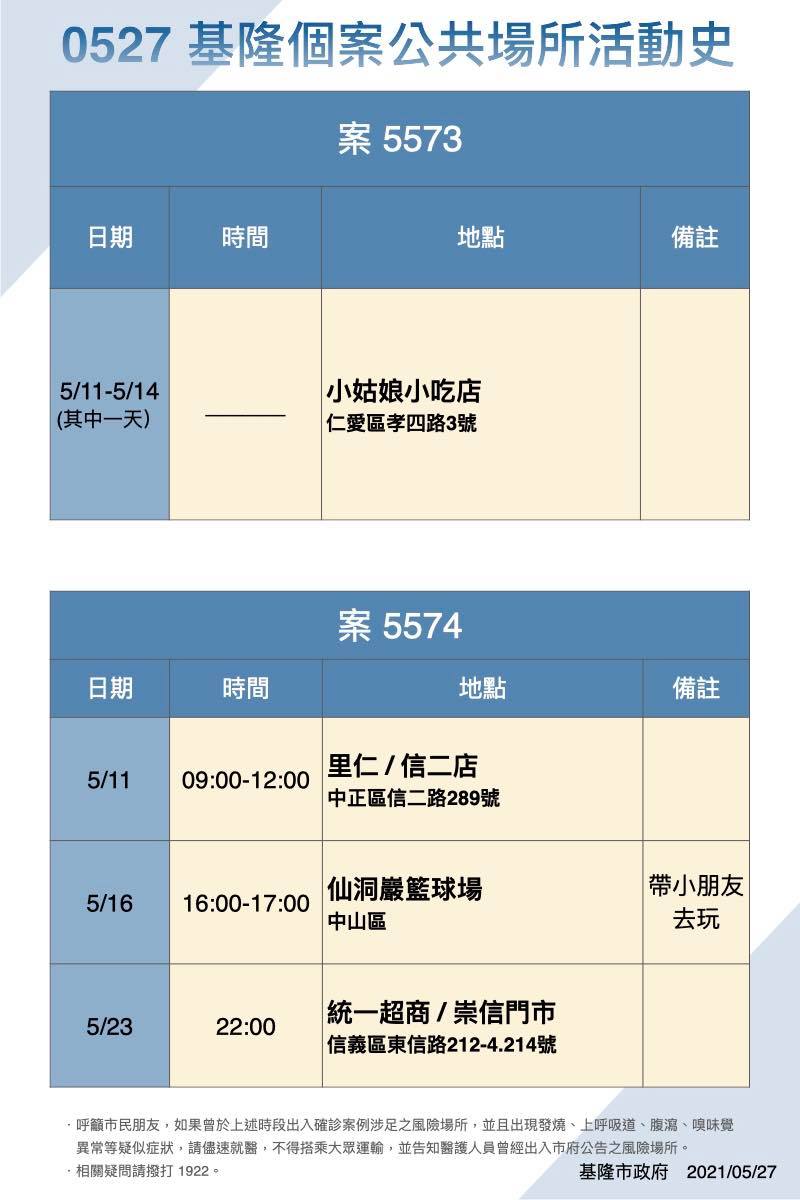 0527 基隆個案公共場所活動史
案 5573
日期 時間 地點 備註
5/11-5/14
(其中一天)
小姑娘小吃店
仁愛區孝四路3號
案 5574
日期 時間 地點 備註
5/11 09:00-12:00
里仁 / 信二店
中正區信二路289號
5/16 16:00-17:00
仙洞巖籃球場
中山區
帶小朋友
去玩
5/23 22:00
統一超商 / 崇信門市
信義區東信路212-4.214號
· 呼籲市民朋友，如果曾於上述時段出入確診案例涉足之風險場所，並且出現發燒、上呼吸道、腹瀉、嗅味覺
異常等疑似症狀，請儘速就醫，不得搭乘大眾運輸，並告知醫護人員曾經出入市府公告之風險場所。
· 相關疑問請撥打 1922。
基隆市政府 2021/05/27